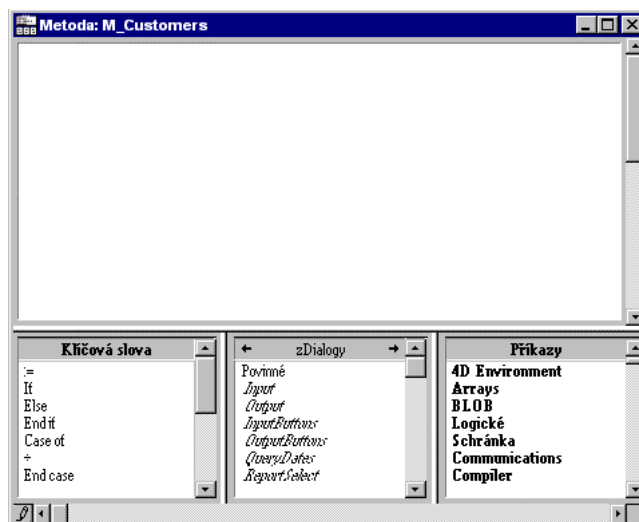 Metoda: M_Customers
Klíčová slova
:=
If
Else
End if
Case of
÷
End case
zDialogy
Povinné
Input
Output
InputButtons
OutputButtons
QueryDates
ReportSelect
Příkazy
4D Environment
Arrays
BLOB
Logické
Schránka
Communications
Compiler